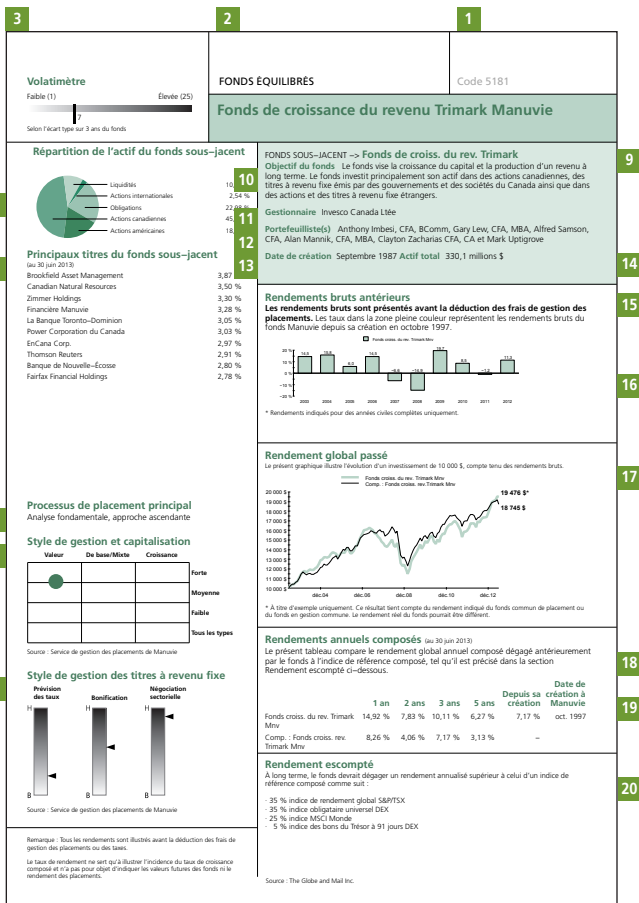 3
2
1
Volatimètre
Faible (1) Élevée (25)
7
Selon l'écart type sur 3 ans du fonds
FONDS ÉQUILIBRÉS
Code 5181
Fonds de croissance du revenu Trimark Manuvie
Répartition de l'actif du fonds sous-jacent
Liquidités 10,
Actions internationales 2,54 %
Obligations 22,98 %
Actions canadiennes 45,
Actions américaines 18,
10
11
12
13
Principaux titres du fonds sous-jacent
(au 30 juin 2013)
Brookfield Asset Management 3,87
Canadian Natural Resources 3,50 %
Zimmer Holdings 3,30 %
Financière Manuvie 3,28 %
La Banque Toronto-Dominion 3,05 %
Power Corporation du Canada 3,03 %
EnCana Corp. 2,97 %
Thomson Reuters 2,91 %
Banque de Nouvelle-Écosse 2,80 %
Fairfax Financial Holdings 2,78 %
Processus de placement principal
Analyse fondamentale, approche ascendante
Style de gestion et capitalisation
Valeur De base/Mixte Croissance
Forte
Moyenne
Faible
Tous les types
Source : Service de gestion des placements de Manuvie
Style de gestion des titres à revenu fixe
Prévision des taux
Bonification
Négociation sectorielle
H H H
B B B
Source : Service de gestion des placements de Manuvie
Remarque : Tous les rendements sont illustrés avant la déduction des frais de
gestion des placements ou des taxes.
Le taux de rendement ne sert qu'à illustrer l'incidence du taux de croissance
composé et n'a pas pour objet d'indiquer les valeurs futures des fonds ni le
rendement des placements.
FONDS SOUS-JACENT -> Fonds de croiss. du rev. Trimark
Objectif du fonds Le fonds vise la croissance du capital et la production d'un revenu à
long terme. Le fonds investit principalement son actif dans des actions canadiennes, des
titres à revenu fixe émis par des gouvernements et des sociétés du Canada ainsi que dans
des actions et des titres à revenu fixe étrangers.
Gestionnaire Invesco Canada Ltée
Portefeuilliste(s) Anthony Imbesi, CFA, BComm, Gary Lew, CFA, MBA, Alfred Samson,
CFA, Alan Mannik, CFA, MBA, Clayton Zacharias CFA, CA et Mark Uptigrove
Date de création Septembre 1987 Actif total 330,1 millions $
9
14
Rendements bruts antérieurs
Les rendements bruts sont présentés avant la déduction des frais de gestion des
placements. Les taux dans la zone pleine couleur représentent les rendements bruts du
fonds Manuvie depuis sa création en octobre 1997.
15
Fonds croiss. du rev. Trimark Mnv
20 %
10 %
0 %
-10 %
-20 %
2003 2004 2005 2006 2007 2008 2009 2010 2011 2012
* Rendements indiqués pour des années civiles complètes uniquement.
16
Rendement global passé
Le présent graphique illustre l'évolution d'un investissement de 10 000 $, compte tenu des rendements bruts.
17
Fonds croiss. du rev. Trimark Mnv
Comp. : Fonds croiss. rev. Trimark Mnv
20 000 $
19 000 $
18 000 $
17 000 $
16 000 $
15 000 $
14 000 $
13 000 $
12 000 $
11 000 $
10 000 $
19 476 $*
18 745 $
déc.04 déc.06 déc.08 déc.10 déc.12
* À titre d'exemple uniquement. Ce résultat tient compte du rendement indiqué du fonds commun de placement ou
du fonds en gestion commune. Le rendement réel du fonds pourrait être différent.
Rendements annuels composés (au 30 juin 2013)
Le présent tableau compare le rendement global annuel composé dégagé antérieurement
par le fonds à l'indice de référence composé, tel qu'il est précisé dans la section
Rendement escompté ci-dessous.
18
1 an 2 ans 3 ans 5 ans Depuis sa création Date de création à Manuvie
19
Fonds croiss. du rev. Trimark Mnv 14,92 % 7,83 % 10,11 % 6,27 % 7,17 % oct. 1997
Comp. : Fonds croiss. rev. Trimark Mnv 8,26 % 4,06 % 7,17 % 3,13 % –
Rendement escompté
À long terme, le fonds devrait dégager un rendement annualisé supérieur à celui d'un indice de
référence composé comme suit :
20
· 35 % indice de rendement global S&P/TSX
· 35 % indice obligataire universel DEX
· 25 % indice MSCI Monde
· 5 % indice des bons du Trésor à 91 jours DEX
Source : The Globe and Mail Inc.